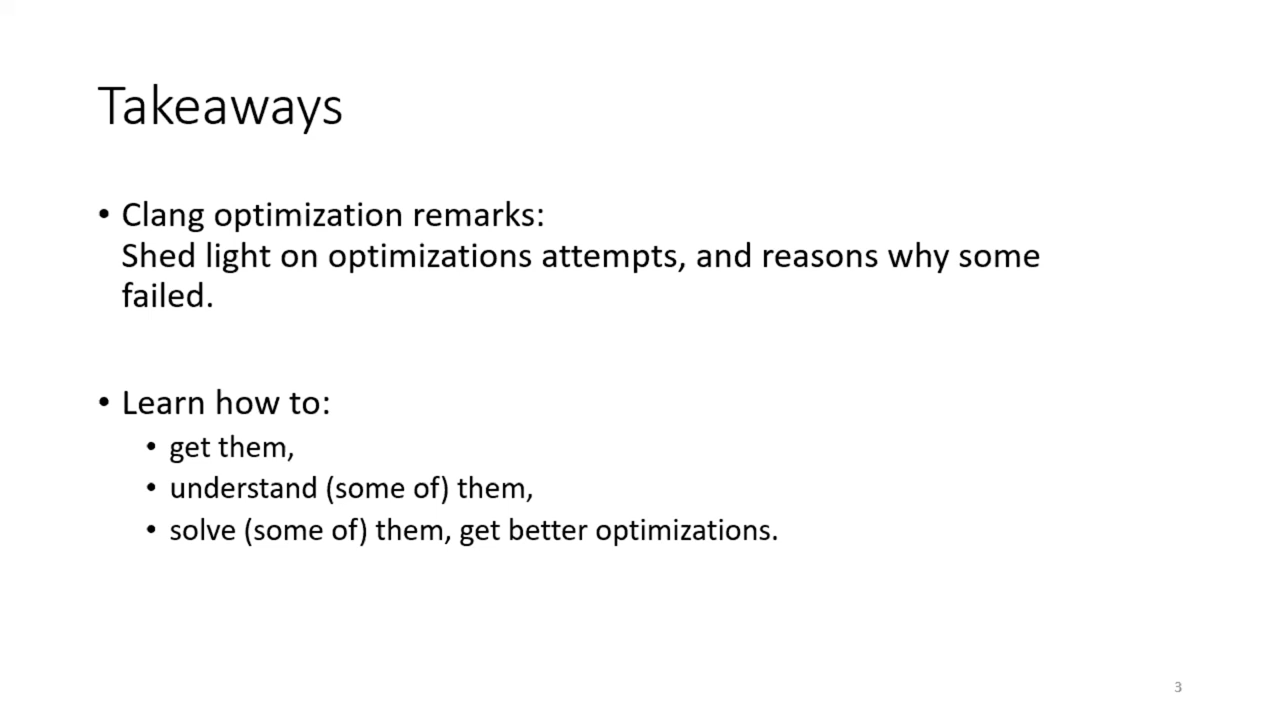 Takeaways
• Clang optimization remarks:
Shed light on optimizations attempts, and reasons why some
failed.
• Learn how to:
• get them,
• understand (some of) them,
• solve (some of) them, get better optimizations.
3